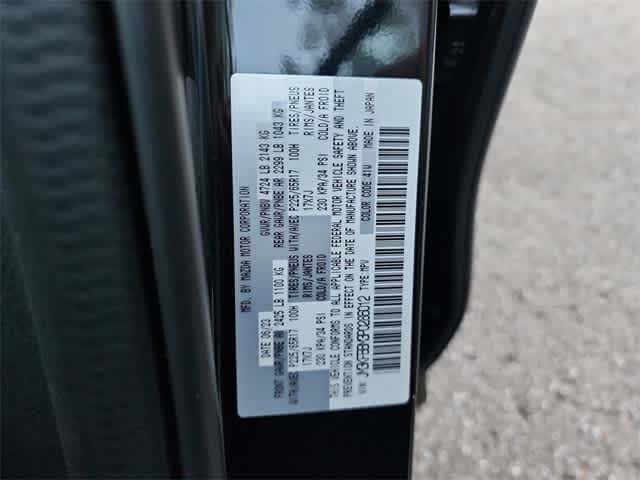 MFD. BY MAZDA MOTOR CORPORATION
DATE 06/23 GVWR/PNBV 4724 LB 2143 KG
FRONT GAWR/PNBE AV 2425 LB 1100 KG REAR GAWR/PNBE AR 2299 LB 1043 KG
WITH/AVEC P225/65R17 100H TIRES/PNEUS WITH/AVEC P225/65R17 100H TIRES/PNEUS
17X7J RIMS/JANTES 17X7J RIMS/JANTES
230 KPA/34 PSI COLD/A FROID 230 KPA/34 PSI COLD/A FROID
THIS VEHICLE CONFORMS TO ALL APPLICABLE FEDERAL MOTOR VEHICLE SAFETY AND THEFT
PREVENTION STANDARDS IN EFFECT ON THE DATE OF MANUFACTURE SHOWN ABOVE.
COLOR CODE:41V MADE IN JAPAN
VIN: TYPE:MPV